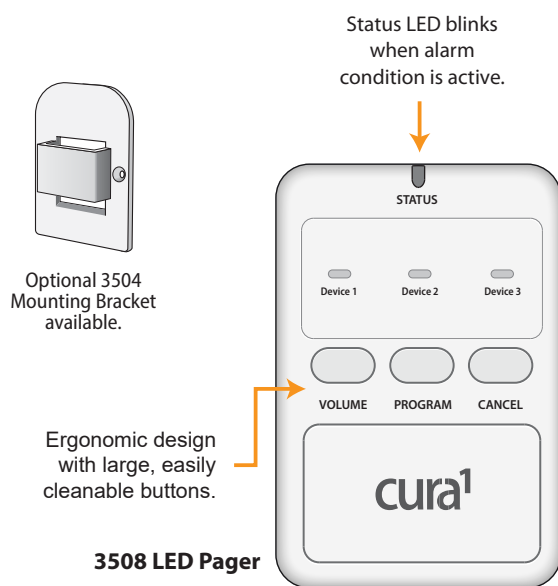 Status LED blinks
when alarm
condition is active.
Optional 3504
Mounting Bracket
available.
STATUS
Device 1 Device 2 Device 3
VOLUME PROGRAM CANCEL
Ergonomic design
with large, easily
cleanable buttons.
cura1
3508 LED Pager